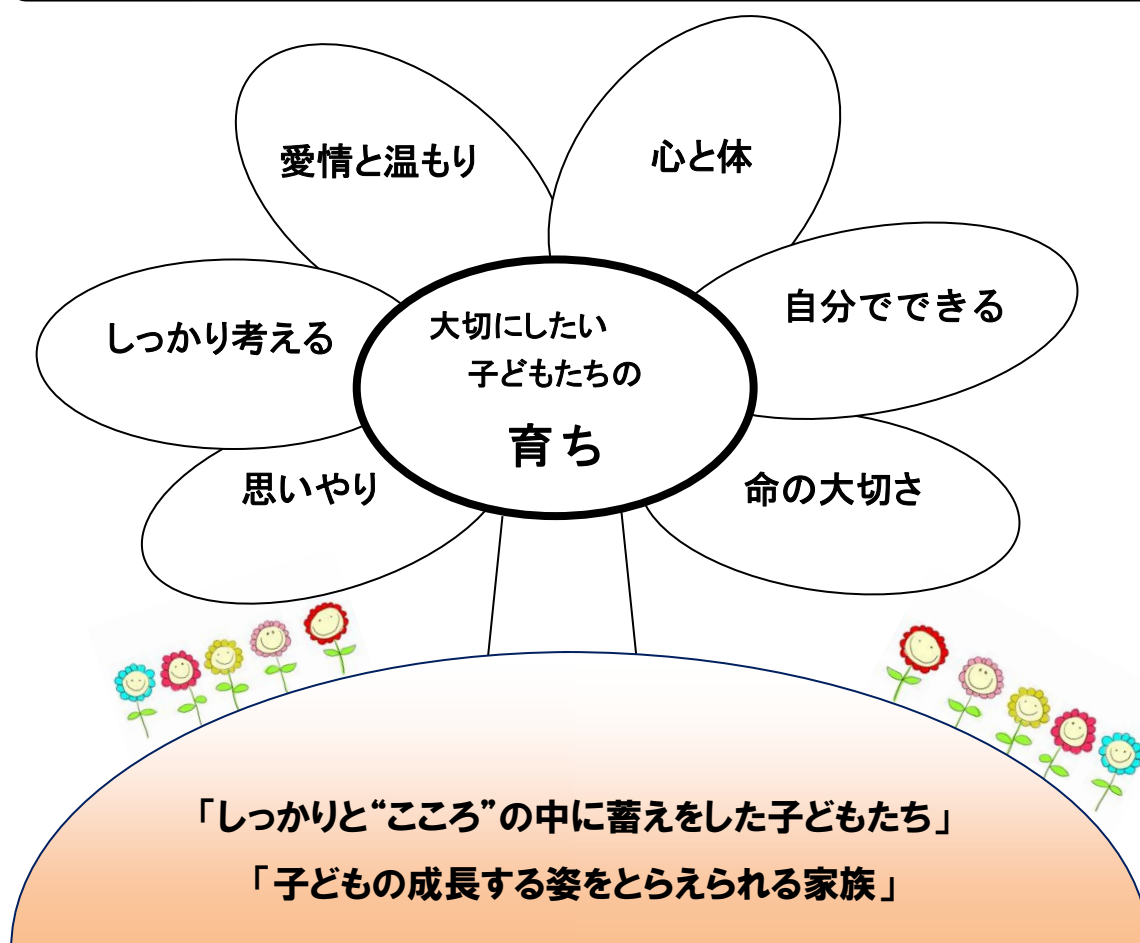 愛情と温もり
心と体
自分でできる
しっかり考える
大切にしたい
子どもたちの
育ち
思いやり
命の大切さ
「しっかりと“こころ”の中に蓄えをした子どもたち」
「子どもの成長する姿をとらえられる家族」